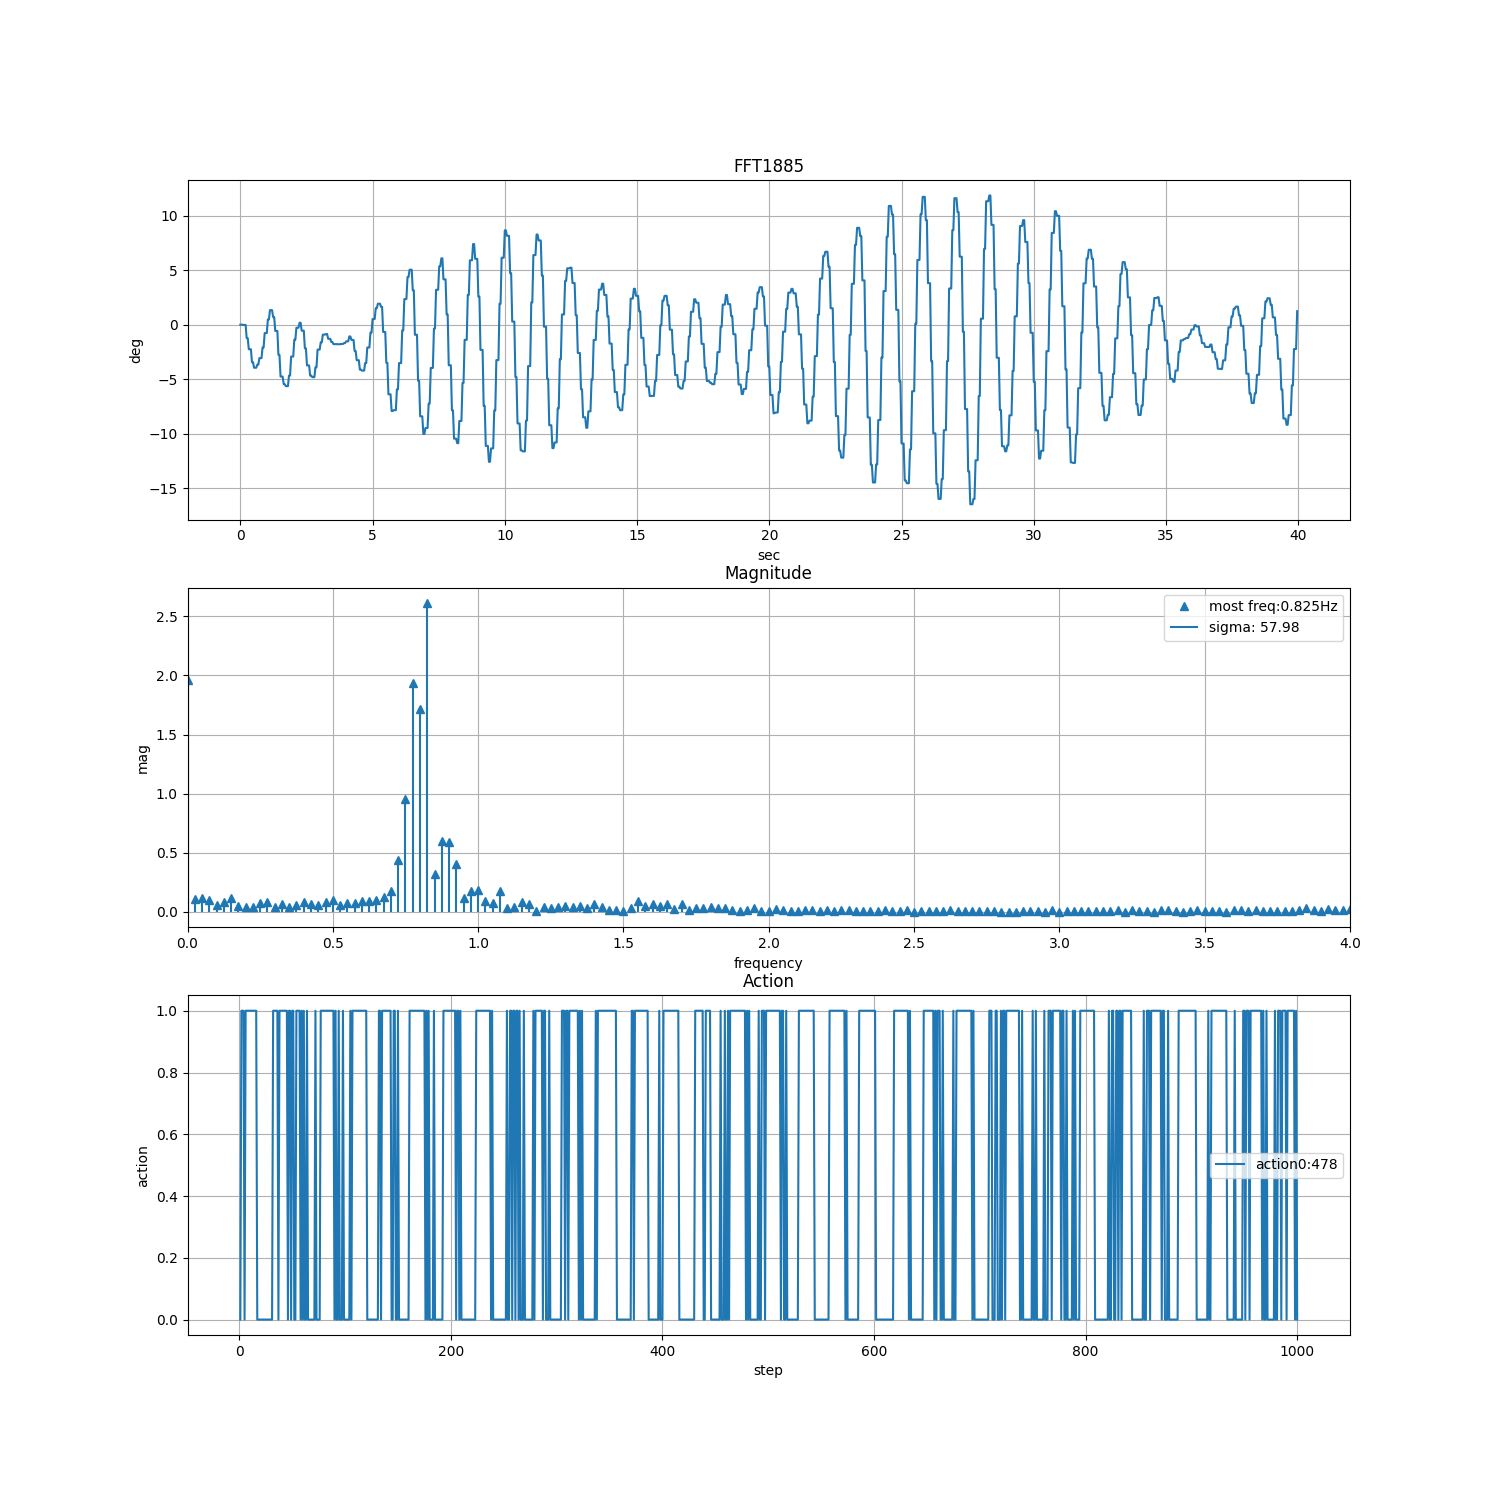 FFT1885
10
5
0
−5
−10
−15
deg
0 5 10 15 20 25 30 35 40
sec
Magnitude
most freq:0.825Hz
sigma: 57.98
2.5
2.0
1.5
1.0
0.5
0.0
mag
0.0 0.5 1.0 1.5 2.0 2.5 3.0 3.5 4.0
frequency
Action
1.0
0.8
0.6
0.4
0.2
0.0
action
action0:478
0 200 400 600 800 1000
step